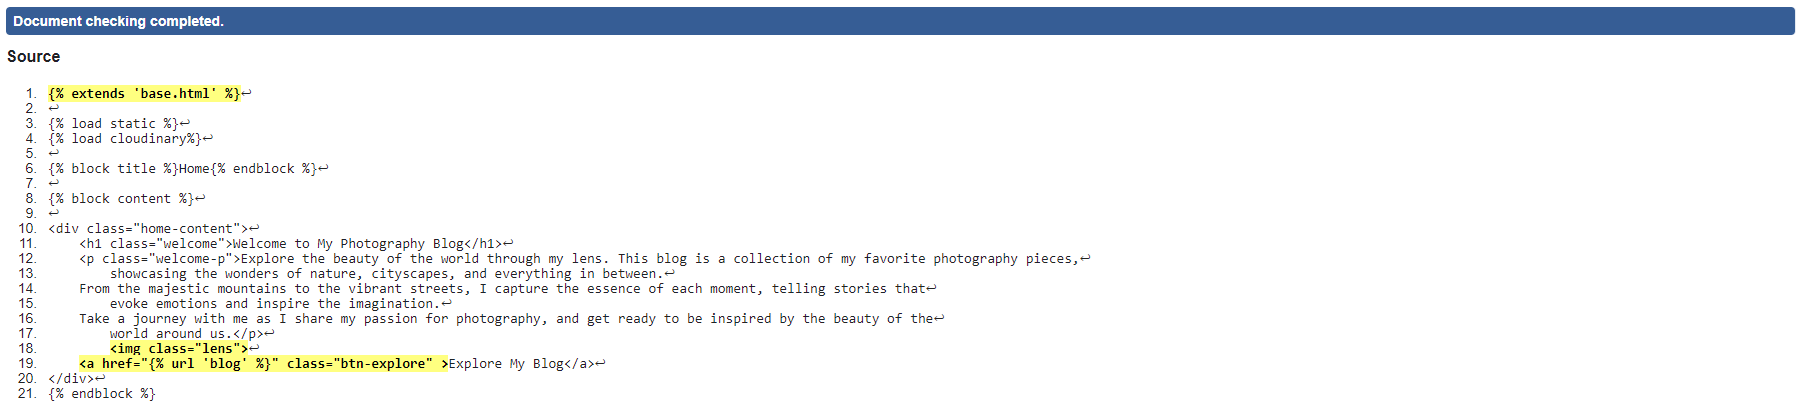 Document checking completed.
Source
1. {% extends 'base.html' %}↩
2. ↩
3. {% load static %}↩
4. {% load cloudinary%}↩
5. ↩
6. {% block title %}Home{% endblock %}↩
7. ↩
8. {% block content %}↩
9. ↩
10. <div class="home-content">↩
11.     <h1 class="welcome">Welcome to My Photography Blog</h1>↩
12.     <p class="welcome-p">Explore the beauty of the world through my lens. This blog is a collection of my favorite photography pieces,↩
13.         showcasing the wonders of nature, cityscapes, and everything in between.↩
14.     From the majestic mountains to the vibrant streets, I capture the essence of each moment, telling stories that↩
15.         evoke emotions and inspire the imagination.↩
16.     Take a journey with me as I share my passion for photography, and get ready to be inspired by the beauty of the↩
17.         world around us.</p>↩
18.         <img class="lens">↩
19.     <a href="{% url 'blog' %}" class="btn-explore" >Explore My Blog</a>↩
20. </div>↩
21. {% endblock %}